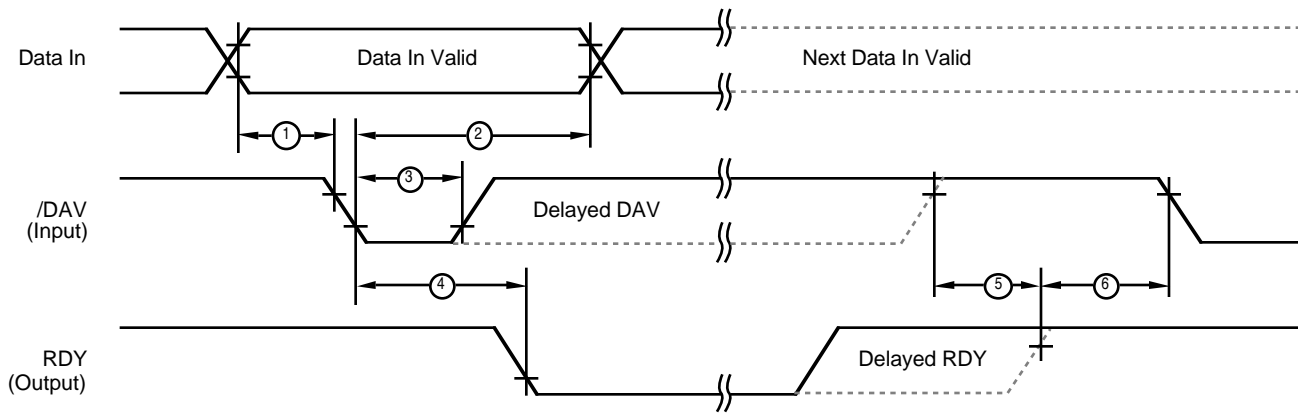 Data In
Data In Valid
Next Data In Valid
1
2
3
/DAV
(Input)
Delayed DAV
4
5
6
RDY
(Output)
Delayed RDY